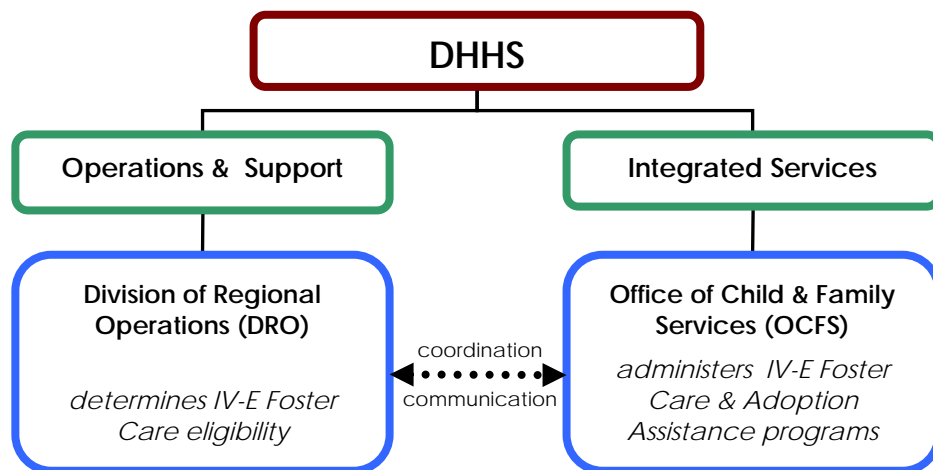 DHHS
Operations & Support
Integrated Services
Division of Regional
Operations (DRO)
determines IV-E Foster
Care eligibility
coordination
communication
Office of Child & Family
Services (OCFS)
administers IV-E Foster
Care & Adoption
Assistance programs